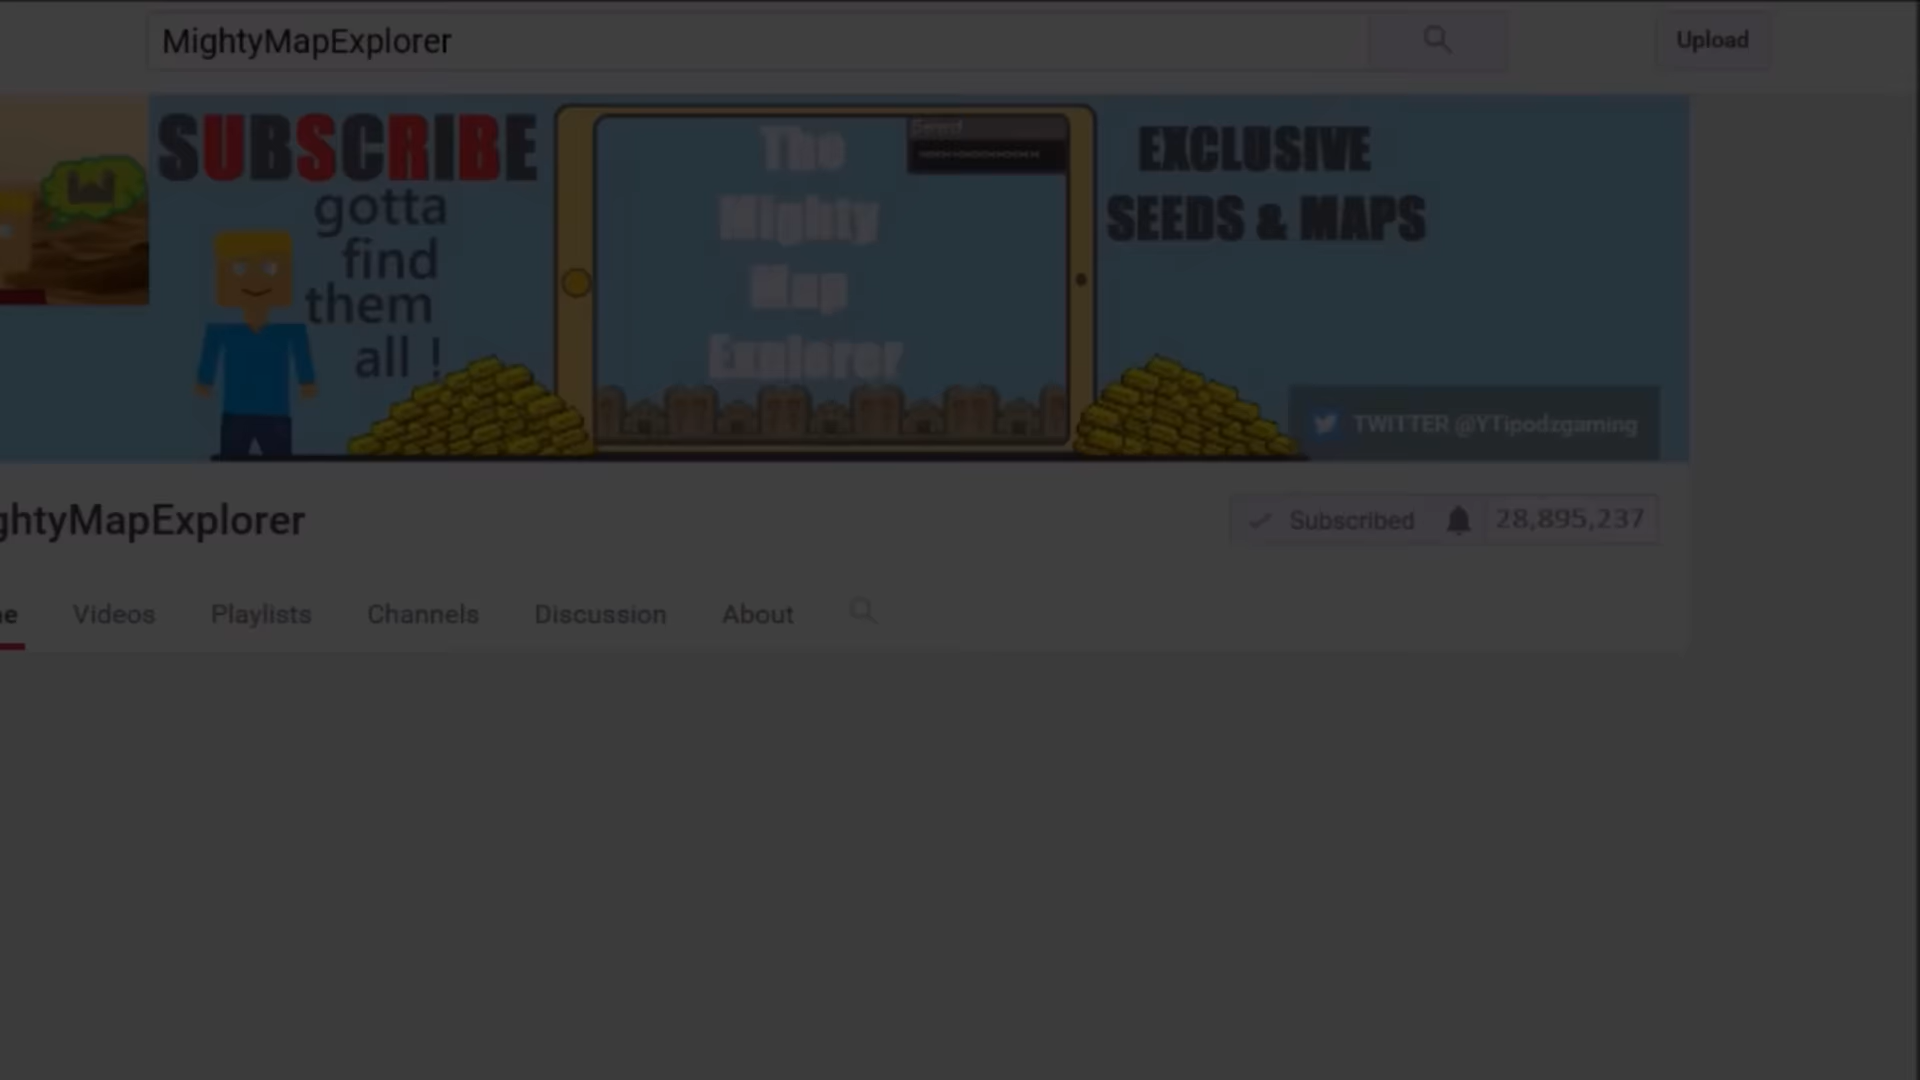 MightyMapExplorer
Upload
SUBSCRIBE
gotta
find
them
all !
The
Mighty
Map
Explorer
EXCLUSIVE
SEEDS & MAPS
TWITTER @YTipodzgaming
ghtyMapExplorer
Subscribed 28,895,237
e Videos Playlists Channels Discussion About